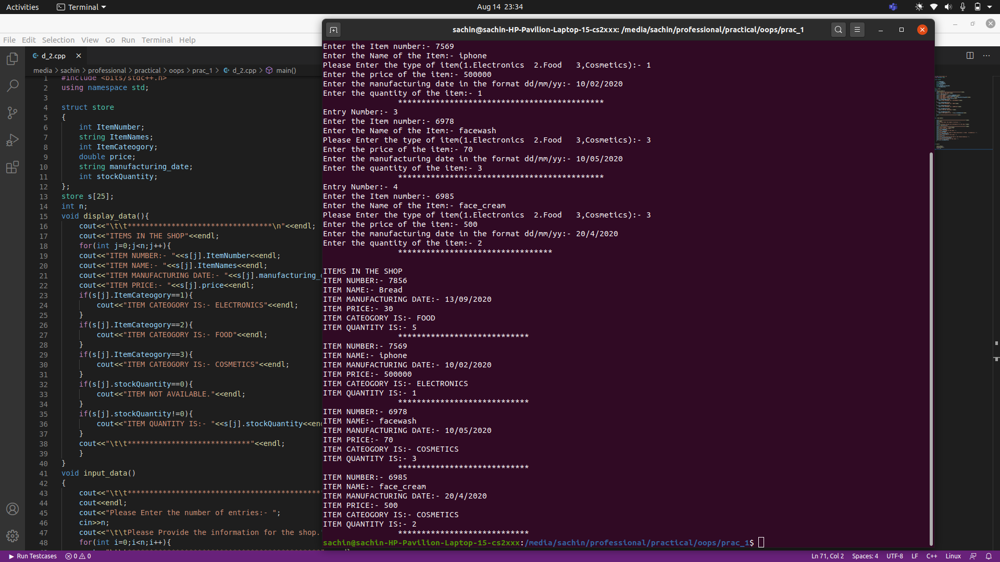 Activities
Terminal
Aug 14 23:34
File Edit Selection View Go Run Terminal Help
d_2.cpp
media > sachin > professional > practical > oops > prac_1 > d_2.cpp > main()
1 #include <bits/stdc++.h>
2 using namespace std;
3
4 struct store
5 {
6 int ItemNumber;
7 string ItemNames;
8 int ItemCateogory;
9 double price;
10 string manufacturing_date;
11 int stockQuantity;
12 };
13 store s[25];
14 int n;
15 void display_data(){
16 cout<<"\t\t*********************************\n"<<endl;
17 cout<<"ITEMS IN THE SHOP"<<endl;
18 for(int j=0;j<n;j++){
19 cout<<"ITEM NUMBER:- "<<s[j].ItemNumber<<endl;
20 cout<<"ITEM NAME:- "<<s[j].ItemNames<<endl;
21 cout<<"ITEM MANUFACTURING DATE:- "<<s[j].manufacturing_
22 cout<<"ITEM PRICE:- "<<s[j].price<<endl;
23 if(s[j].ItemCateogory==1){
24 cout<<"ITEM CATEOGORY IS:- ELECTRONICS"<<endl;
25 }
26 if(s[j].ItemCateogory==2){
27 cout<<"ITEM CATEOGORY IS:- FOOD"<<endl;
28 }
29 if(s[j].ItemCateogory==3){
30 cout<<"ITEM CATEOGORY IS:- COSMETICS"<<endl;
31 }
32 if(s[j].stockQuantity==0){
33 cout<<"ITEM NOT AVAILABLE."<<endl;
34 }
35 if(s[j].stockQuantity!=0){
36 cout<<"ITEM QUANTITY IS:- "<<s[j].stockQuantity<<en
37 }
38 cout<<"\t\t****************************"<<endl;
39 }
40 }
41 void input_data()
42 {
43 cout<<"\t\t********************************************
44 cout<<endl;
45 cout<<"Please Enter the number of entries:- ";
46 cin>>n;
47 cout<<"\t\tPlease Provide the information for the shop.
48 for(int i=0;i<n;i++){
sachin@sachin-HP-Pavilion-Laptop-15-cs2xxx: /media/sachin/professional/practical/oops/prac_1
Enter the Item number:- 7569
Enter the Name of the Item:- iphone
Please Enter the type of item(1.Electronics  2.Food   3,Cosmetics):- 1
Enter the price of the item:- 500000
Enter the manufacturing date in the format dd/mm/yy:- 10/02/2020
Enter the quantity of the item:- 1
********************************************
Entry Number:- 3
Enter the Item number:- 6978
Enter the Name of the Item:- facewash
Please Enter the type of item(1.Electronics  2.Food   3,Cosmetics):- 3
Enter the price of the item:- 70
Enter the manufacturing date in the format dd/mm/yy:- 10/05/2020
Enter the quantity of the item:- 3
********************************************
Entry Number:- 4
Enter the Item number:- 6985
Enter the Name of the Item:- face_cream
Please Enter the type of item(1.Electronics  2.Food   3,Cosmetics):- 3
Enter the price of the item:- 500
Enter the manufacturing date in the format dd/mm/yy:- 20/4/2020
Enter the quantity of the item:- 2
*********************************
ITEMS IN THE SHOP
ITEM NUMBER:- 7856
ITEM NAME:- Bread
ITEM MANUFACTURING DATE:- 13/09/2020
ITEM PRICE:- 30
ITEM CATEOGORY IS:- FOOD
ITEM QUANTITY IS:- 5
****************************
ITEM NUMBER:- 7569
ITEM NAME:- iphone
ITEM MANUFACTURING DATE:- 10/02/2020
ITEM PRICE:- 500000
ITEM CATEOGORY IS:- ELECTRONICS
ITEM QUANTITY IS:- 1
****************************
ITEM NUMBER:- 6978
ITEM NAME:- facewash
ITEM MANUFACTURING DATE:- 10/05/2020
ITEM PRICE:- 70
ITEM CATEOGORY IS:- COSMETICS
ITEM QUANTITY IS:- 3
****************************
ITEM NUMBER:- 6985
ITEM NAME:- face_cream
ITEM MANUFACTURING DATE:- 20/4/2020
ITEM PRICE:- 500
ITEM CATEOGORY IS:- COSMETICS
ITEM QUANTITY IS:- 2
****************************
sachin@sachin-HP-Pavilion-Laptop-15-cs2xxx:/media/sachin/professional/practical/oops/prac_1$
Run Testcases 0 0
Ln 71, Col 2 Spaces: 4 UTF-8 LF C++ Linux